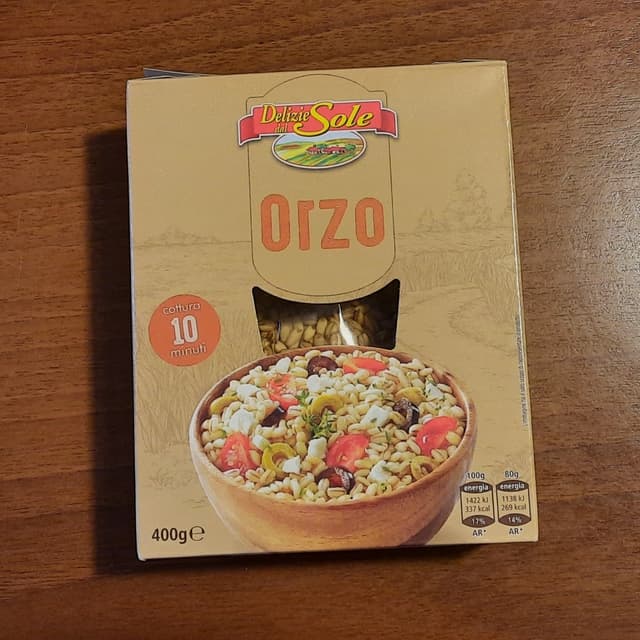 Delizie
dal Sole
Orzo
cottura
10
minuti
400g e
100g
energia
1422 kJ
337 kcal
17%
AR*
80g
energia
1138 kJ
269 kcal
14%
AR*